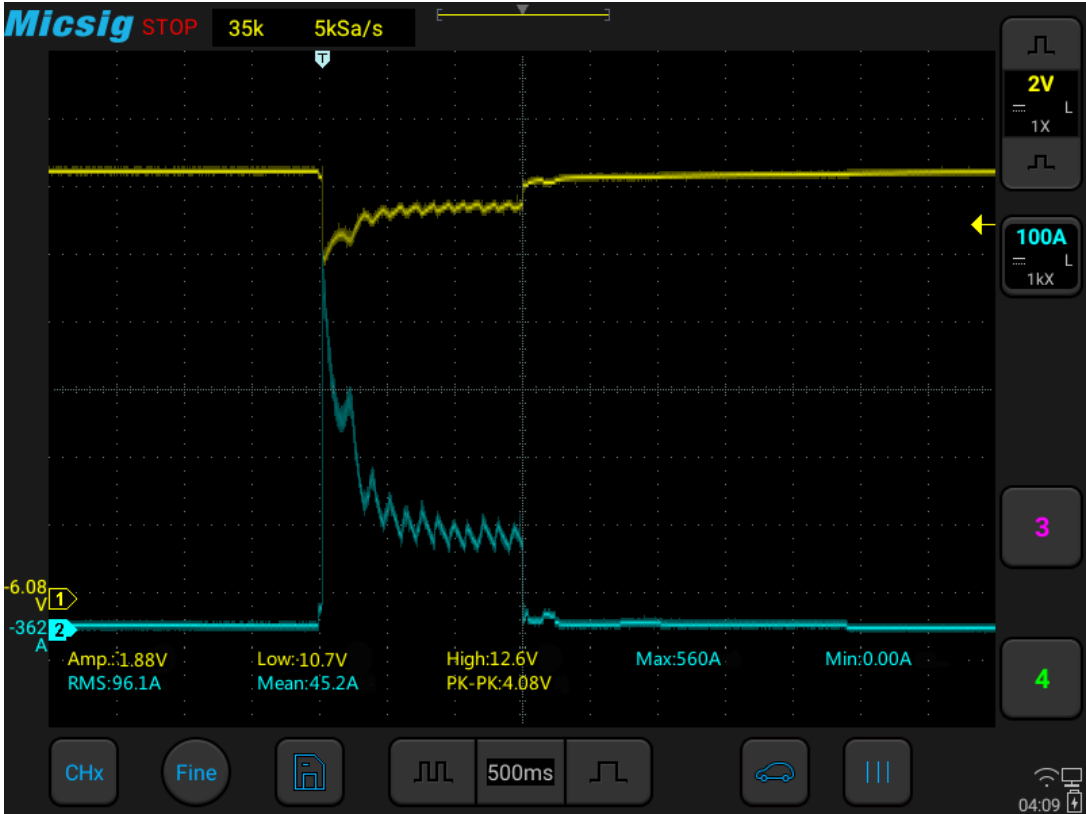 Micsig STOP 35k 5kSa/s
T
2V
L
1X
100A
L
1kX
3
4
-6.08
V 1
-362 2
A
Amp.:1.88V Low:10.7V High:12.6V Max:560A Min:0.00A
RMS:96.1A Mean:45.2A PK-PK:4.08V
CHx Fine 500ms
04:09